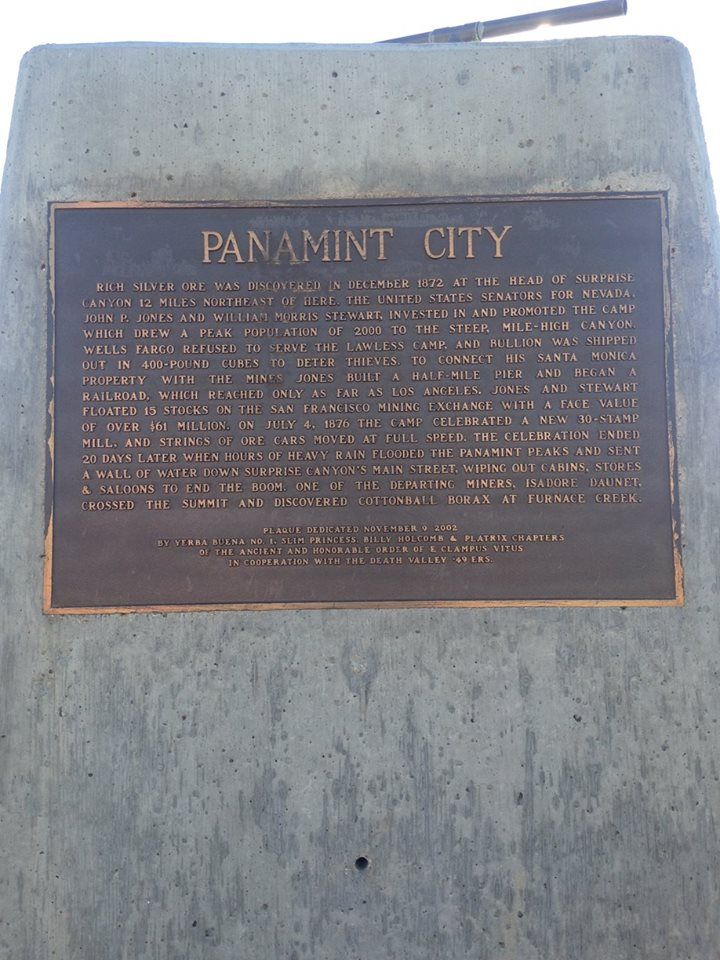 PANAMINT CITY
RICH SILVER ORE WAS DISCOVERED IN DECEMBER 1872 AT THE HEAD OF SURPRISE
CANYON 12 MILES NORTHEAST OF HERE. THE UNITED STATES SENATORS FOR NEVADA,
JOHN P. JONES AND WILLIAM MORRIS STEWART, INVESTED IN AND PROMOTED THE CAMP
WHICH DREW A PEAK POPULATION OF 2000 TO THE STEEP, MILE-HIGH CANYON.
WELLS FARGO REFUSED TO SERVE THE LAWLESS CAMP, AND BULLION WAS SHIPPED
OUT IN 400-POUND CUBES TO DETER THIEVES. TO CONNECT HIS SANTA MONICA
PROPERTY WITH THE MINES JONES BUILT A HALF-MILE PIER AND BEGAN A
RAILROAD, WHICH REACHED ONLY AS FAR AS LOS ANGELES. JONES AND STEWART
FLOATED 15 STOCKS ON THE SAN FRANCISCO MINING EXCHANGE WITH A FACE VALUE
OF OVER $61 MILLION. ON JULY 4, 1876 THE CAMP CELEBRATED A NEW 30-STAMP
MILL, AND STRINGS OF ORE CARS MOVED AT FULL SPEED. THE CELEBRATION ENDED
20 DAYS LATER WHEN HOURS OF HEAVY RAIN FLOODED THE PANAMINT PEAKS AND SENT
A WALL OF WATER DOWN SURPRISE CANYON'S MAIN STREET, WIPING OUT CABINS, STORES
& SALOONS TO END THE BOOM. ONE OF THE DEPARTING MINERS, ISADORE DAUNET,
CROSSED THE SUMMIT AND DISCOVERED COTTONBALL BORAX AT FURNACE CREEK.
PLAQUE DEDICATED NOVEMBER 9, 2002
BY YERBA BUENA NO. 1, SLIM PRINCESS, BILLY HOLCOMB & PLATRIX CHAPTERS
OF THE ANCIENT AND HONORABLE ORDER OF E CLAMPUS VITUS
IN COOPERATION WITH THE DEATH VALLEY '49 ERS.